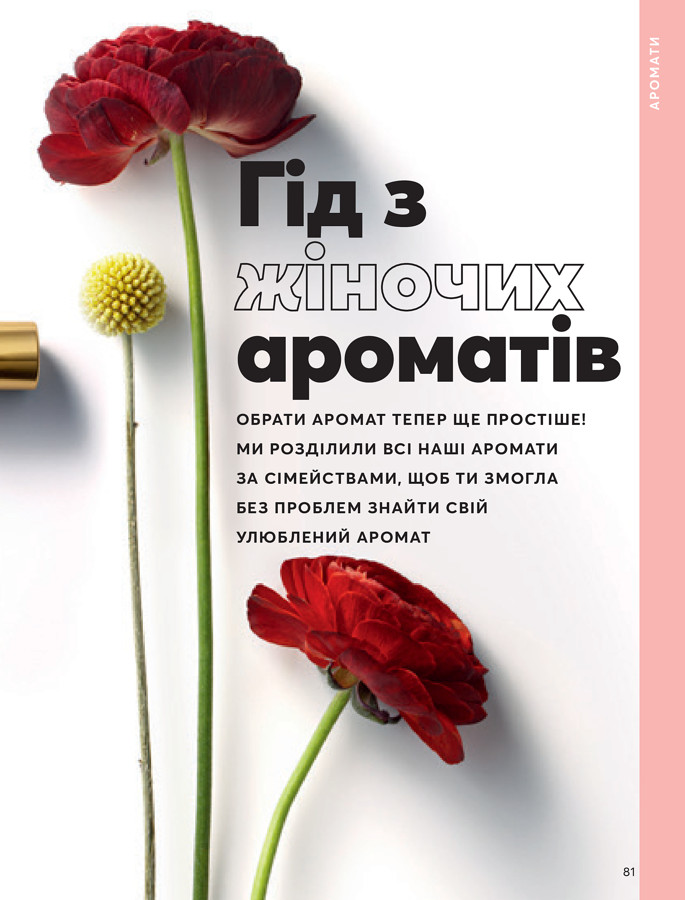 АРОМАТИ
Гід з
жіночих
ароматів
ОБРАТИ АРОМАТ ТЕПЕР ЩЕ ПРОСТІШЕ!
МИ РОЗДІЛИЛИ ВСІ НАШІ АРОМАТИ
ЗА СІМЕЙСТВАМИ, ЩОБ ТИ ЗМОГЛА
БЕЗ ПРОБЛЕМ ЗНАЙТИ СВІЙ
УЛЮБЛЕНИЙ АРОМАТ
81